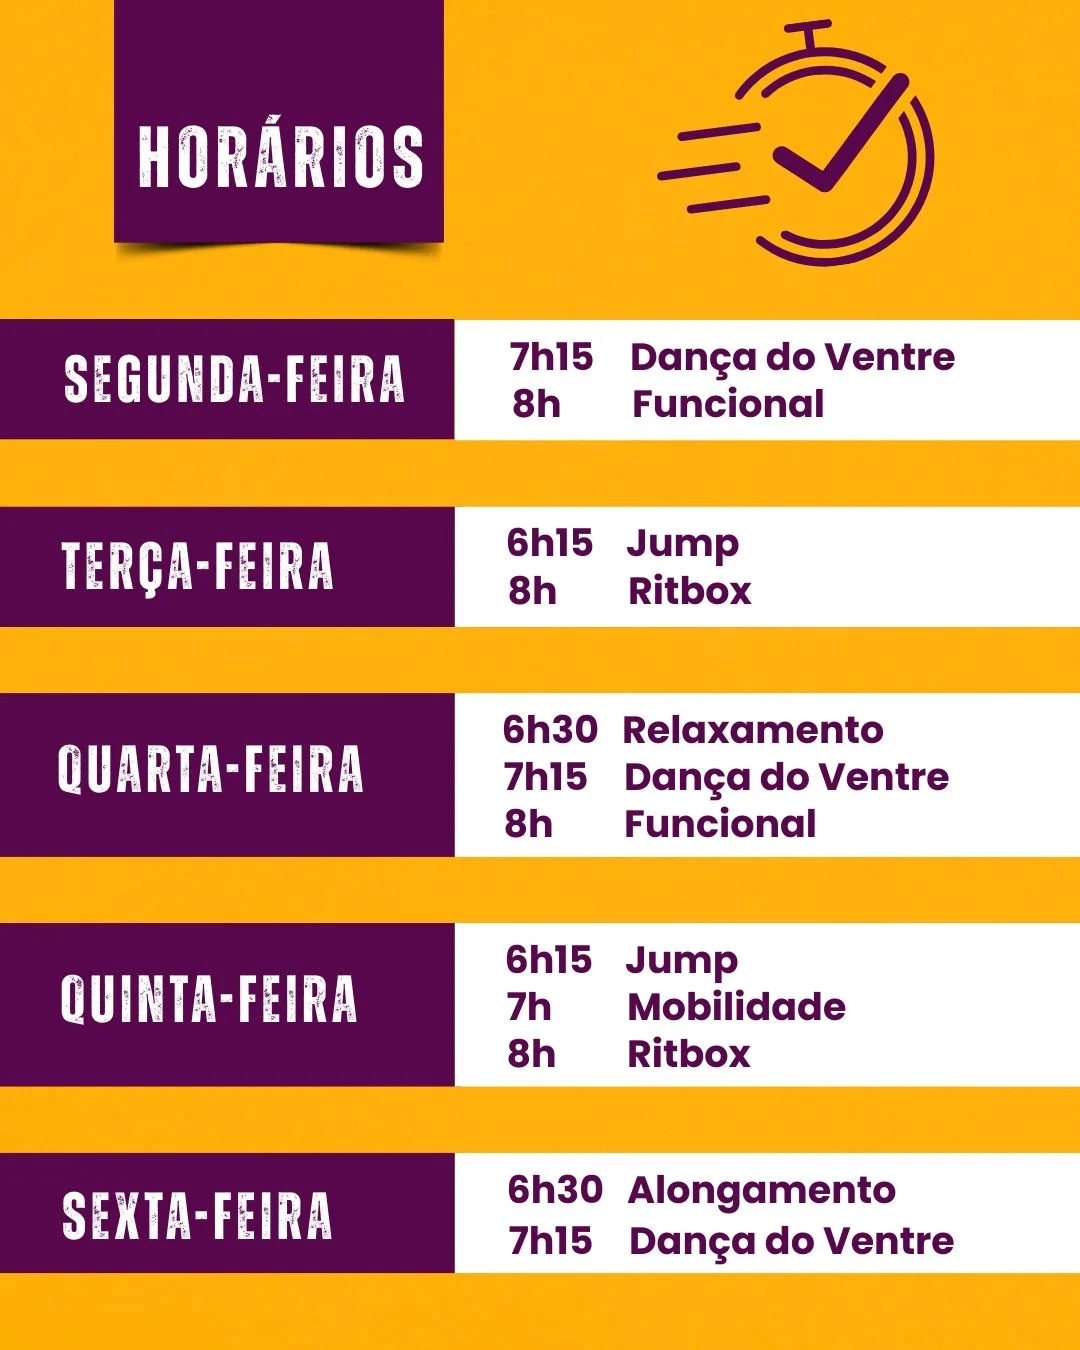 HORÁRIOS
SEGUNDA-FEIRA
7h15 Dança do Ventre
8h Funcional
TERÇA-FEIRA
6h15 Jump
8h Ritbox
QUARTA-FEIRA
6h30 Relaxamento
7h15 Dança do Ventre
8h Funcional
QUINTA-FEIRA
6h15 Jump
7h Mobilidade
8h Ritbox
SEXTA-FEIRA
6h30 Alongamento
7h15 Dança do Ventre